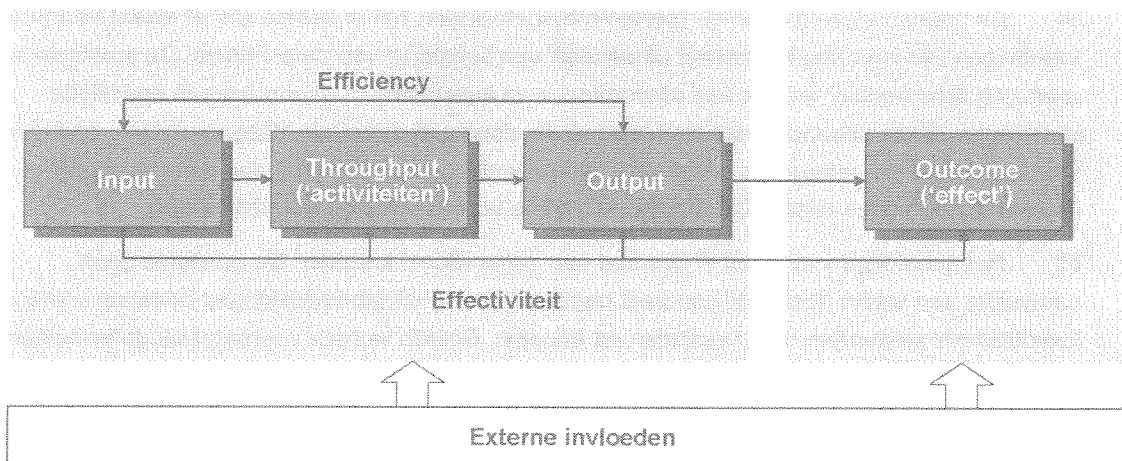 Efficiency
Input
Throughput
('activiteiten')
Output
Outcome
('effect')
Effectiviteit
Externe invloeden